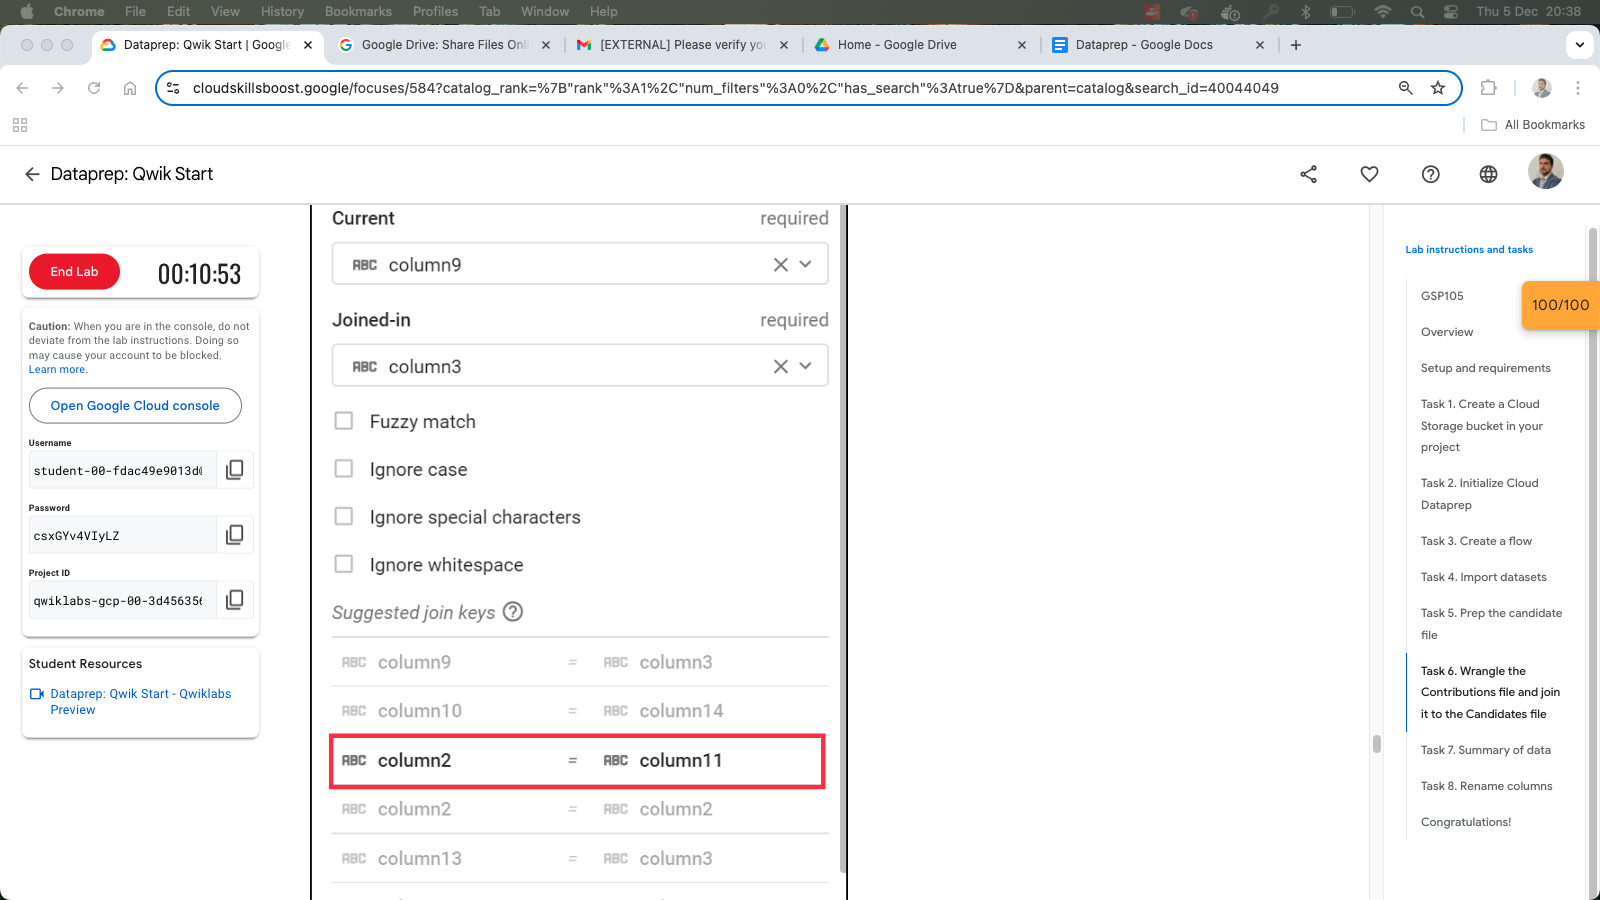 Chrome File Edit View History Bookmarks Profiles Tab Window Help Thu 5 Dec 20:38
Dataprep: Qwik Start | Google
Google Drive: Share Files Onli
[EXTERNAL] Please verify you
Home - Google Drive
Dataprep - Google Docs
cloudskillsboost.google/focuses/584?catalog_rank=%7B"rank"%3A1%2C"num_filters"%3A0%2C"has_search"%3Atrue%7D&parent=catalog&search_id=40044049
All Bookmarks
Dataprep: Qwik Start
End Lab 00:10:53
Caution: When you are in the console, do not
deviate from the lab instructions. Doing so
may cause your account to be blocked.
Learn more.
Open Google Cloud console
Username
student-00-fdac49e9013d
Password
csxGYv4VIyLZ
Project ID
qwiklabs-gcp-00-3d456356
Student Resources
Dataprep: Qwik Start - Qwiklabs
Preview
Current required
ABC column9
Joined-in required
ABC column3
Fuzzy match
Ignore case
Ignore special characters
Ignore whitespace
Suggested join keys
ABC column9 = ABC column3
ABC column10 = ABC column14
ABC column2 = ABC column11
ABC column2 = ABC column2
ABC column13 = ABC column3
Lab instructions and tasks
GSP105
100/100
Overview
Setup and requirements
Task 1. Create a Cloud
Storage bucket in your
project
Task 2. Initialize Cloud
Dataprep
Task 3. Create a flow
Task 4. Import datasets
Task 5. Prep the candidate
file
Task 6. Wrangle the
Contributions file and join
it to the Candidates file
Task 7. Summary of data
Task 8. Rename columns
Congratulations!